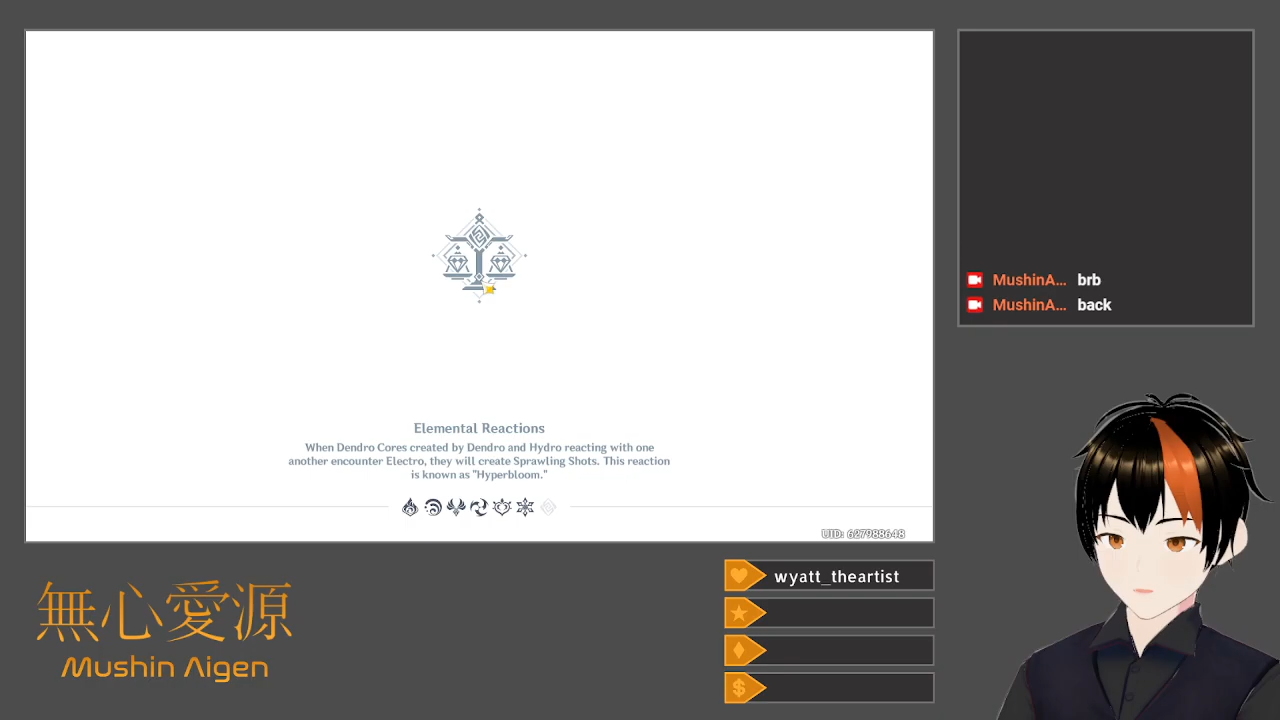 Elemental Reactions
When Dendro Cores created by Dendro and Hydro reacting with one
another encounter Electro, they will create Sprawling Shots. This reaction
is known as "Hyperbloom."
UID: 627988648
MushinA... brb
MushinA... back
無心愛源
Mushin Aigen
wyatt_theartist